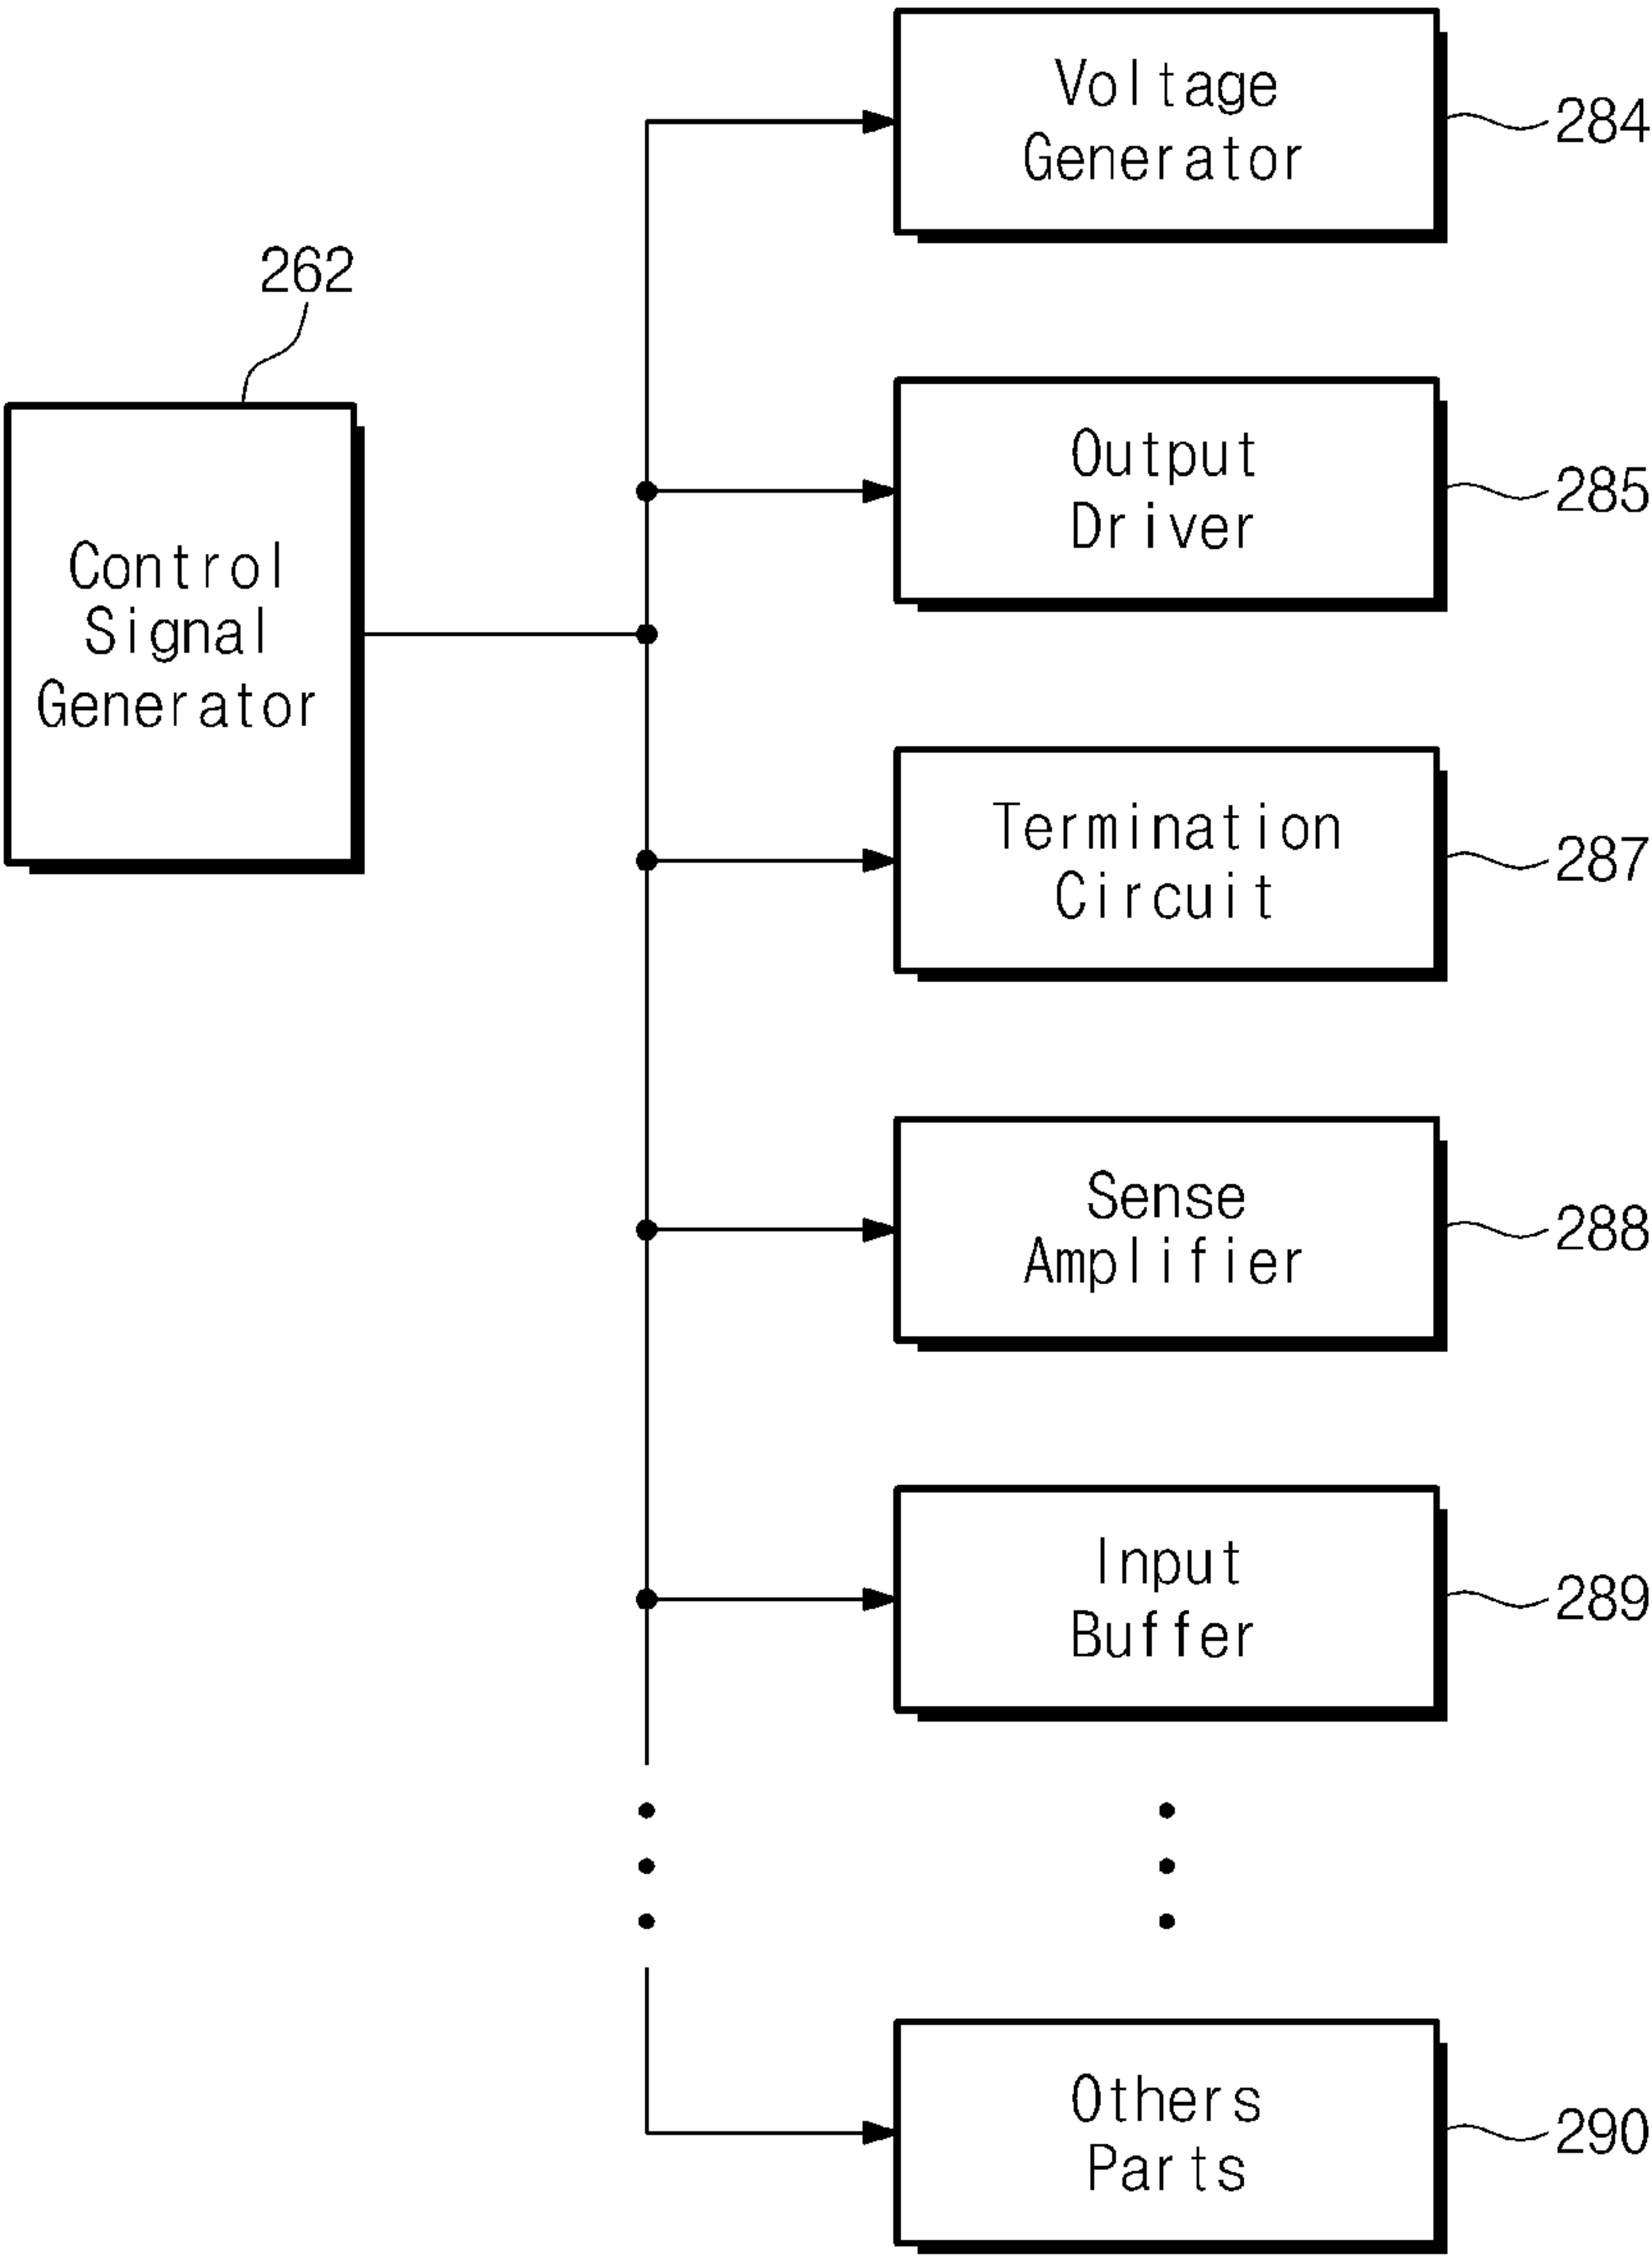 Voltage
Generator
284
262
Control
Signal
Generator
Output
Driver
285
Termination
Circuit
287
Sense
Amplifier
288
Input
Buffer
289
Others
Parts
290